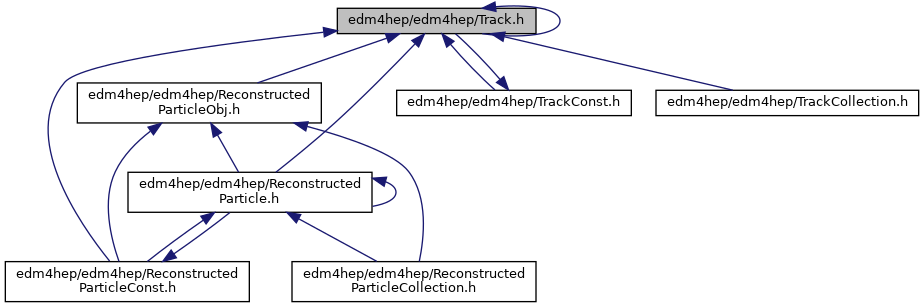 edm4hep/edm4hep/Track.h
edm4hep/edm4hep/Reconstructed
ParticleObj.h
edm4hep/edm4hep/TrackConst.h
edm4hep/edm4hep/TrackCollection.h
edm4hep/edm4hep/Reconstructed
Particle.h
edm4hep/edm4hep/Reconstructed
ParticleConst.h
edm4hep/edm4hep/Reconstructed
ParticleCollection.h